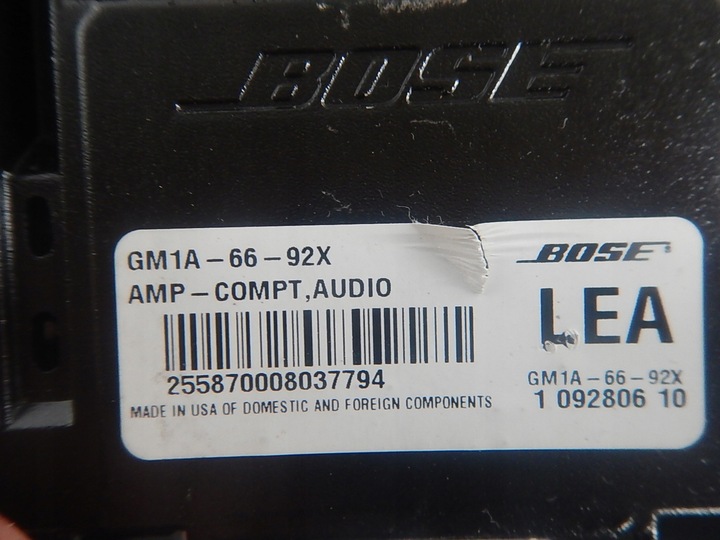 BOSE
GM1A-66-92X
AMP-COMPT,AUDIO
255870008037794
MADE IN USA OF DOMESTIC AND FOREIGN COMPONENTS
BOSE®
LEA
GM1A-66-92X
1 092806 10